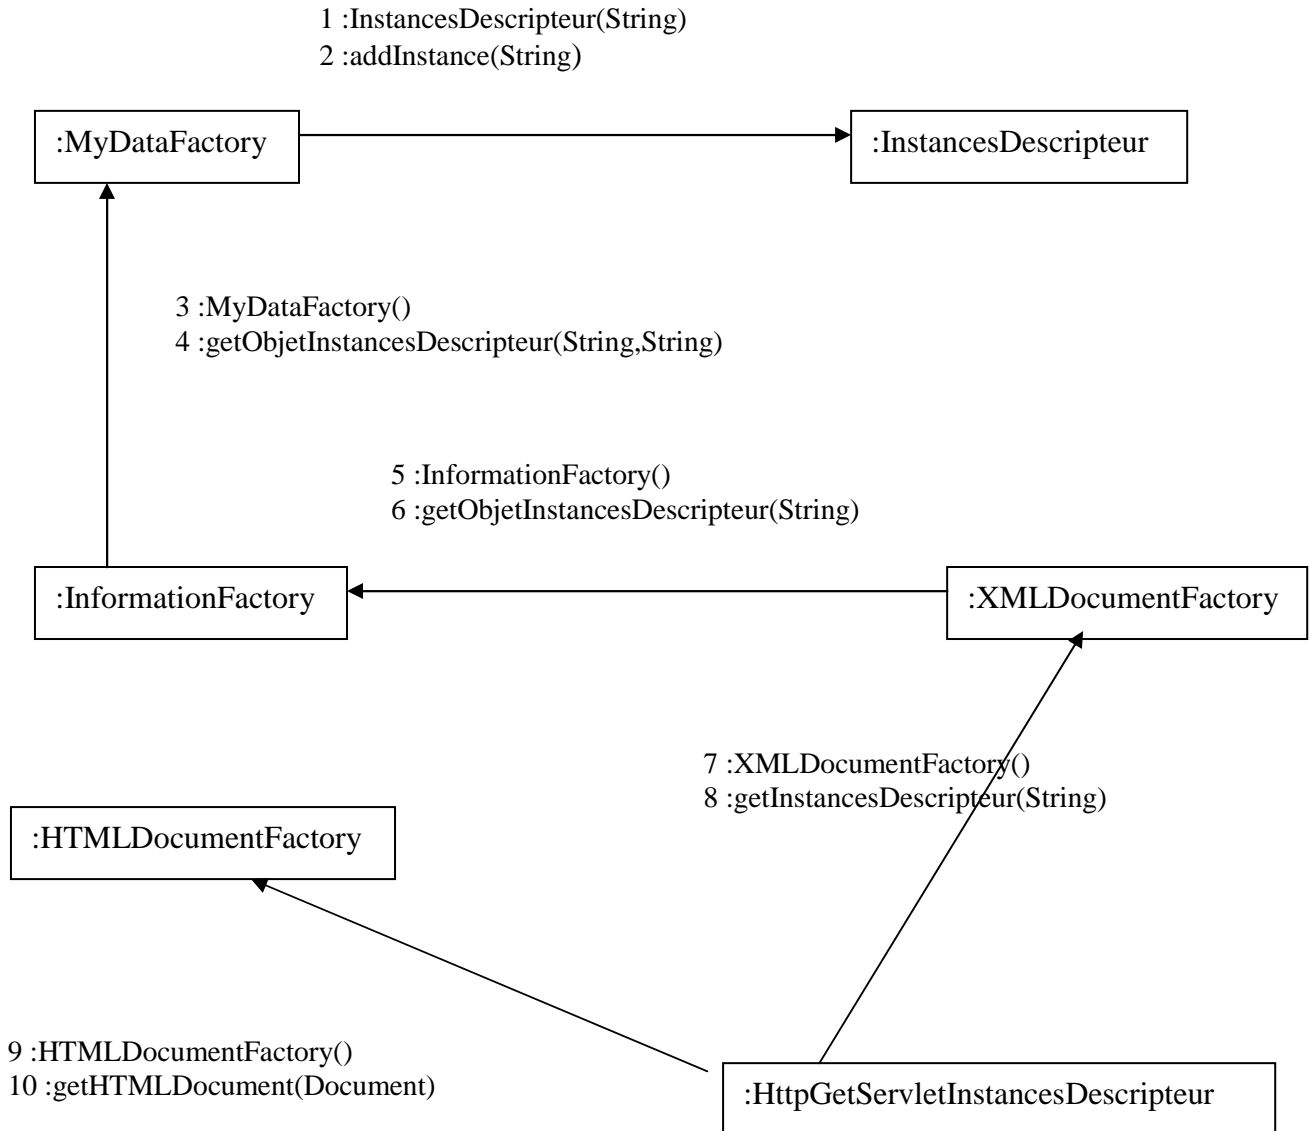 1 :InstancesDescripteur(String)
2 :addInstance(String)
:MyDataFactory
:InstancesDescripteur
3 :MyDataFactory()
4 :getObjetInstancesDescripteur(String,String)
5 :InformationFactory()
6 :getObjetInstancesDescripteur(String)
:InformationFactory
:XMLDocumentFactory
7 :XMLDocumentFactory()
8 :getInstancesDescripteur(String)
:HTMLDocumentFactory
9 :HTMLDocumentFactory()
10 :getHTMLDocument(Document)
:HttpGetServletInstancesDescripteur